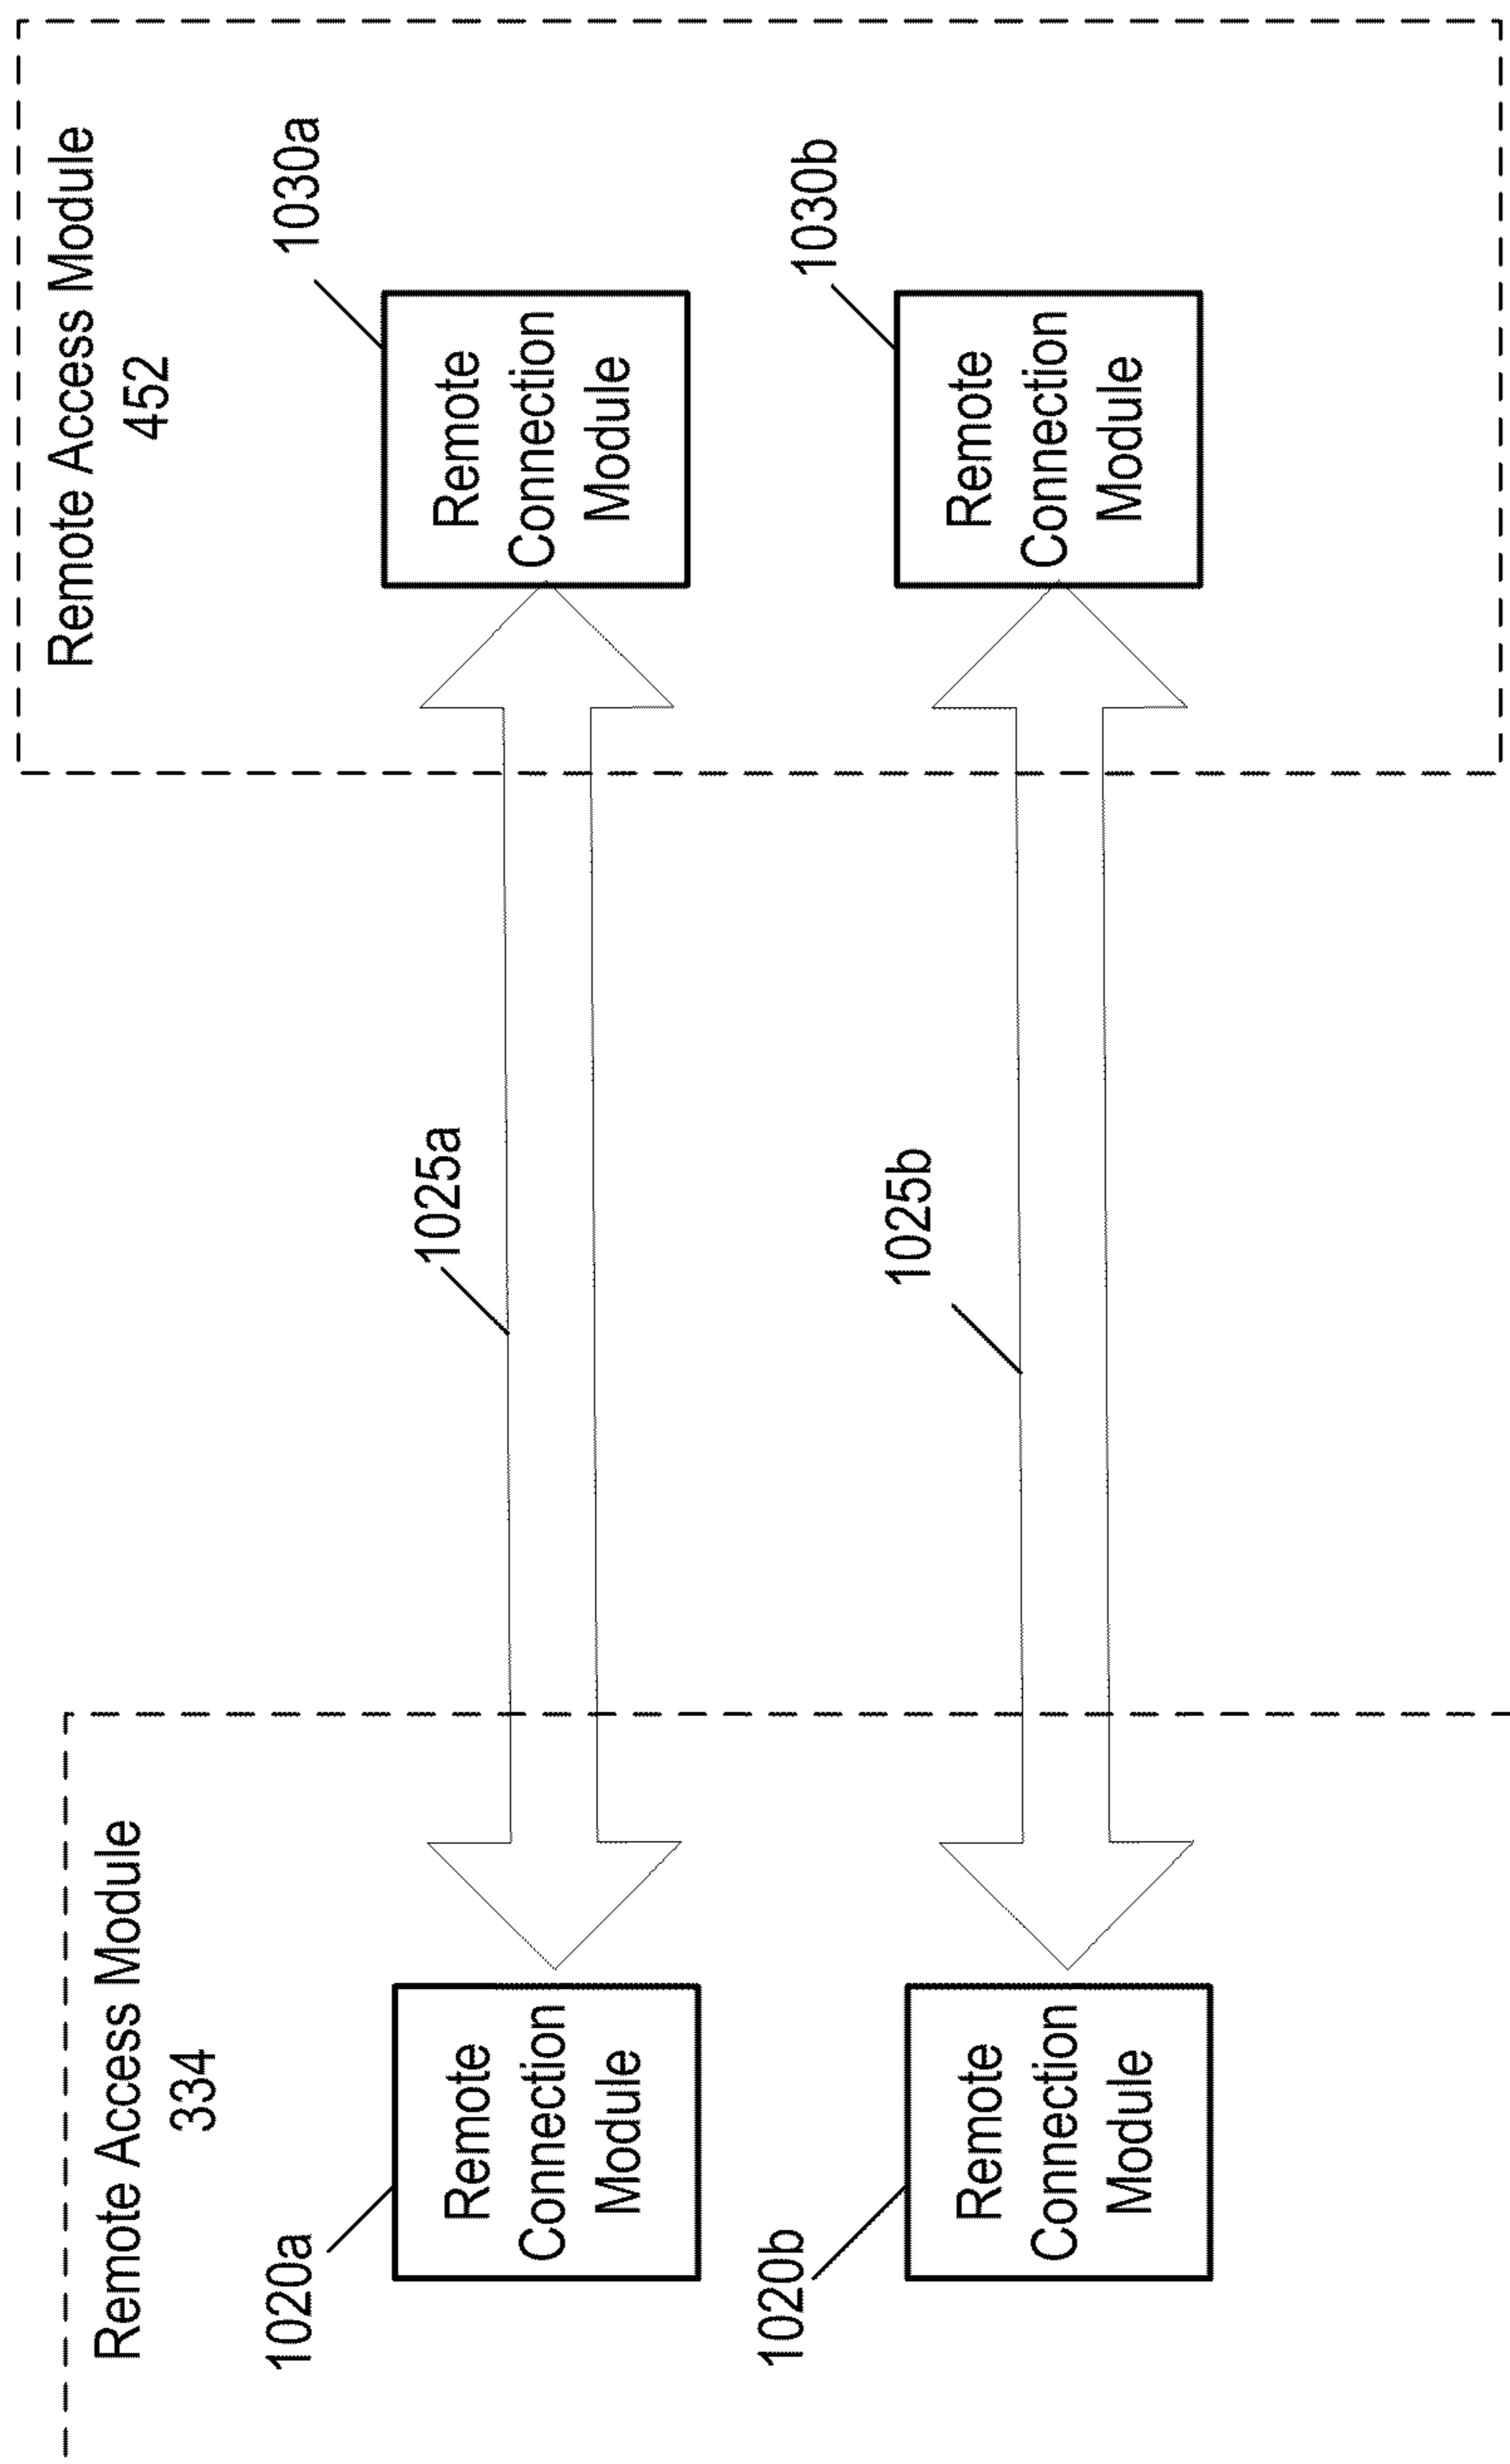 Remote Access Module
334
1020a
Remote
Connection
Module
1020b
Remote
Connection
Module
1025a
1025b
Remote Access Module
452
1030a
Remote
Connection
Module
1030b
Remote
Connection
Module